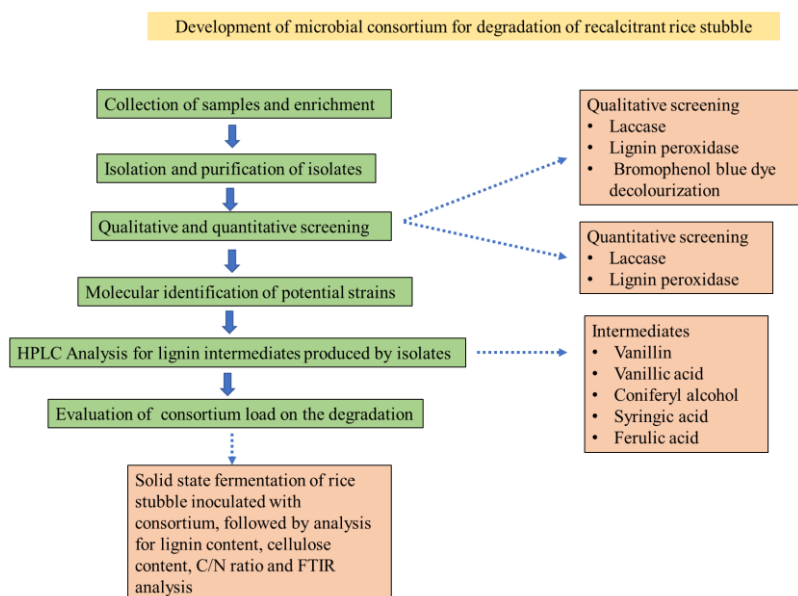 Development of microbial consortium for degradation of recalcitrant rice stubble
Collection of samples and enrichment
Isolation and purification of isolates
Qualitative and quantitative screening
Molecular identification of potential strains
HPLC Analysis for lignin intermediates produced by isolates
Evaluation of consortium load on the degradation
Solid state fermentation of rice
stubble inoculated with
consortium, followed by analysis
for lignin content, cellulose
content, C/N ratio and FTIR
analysis
Qualitative screening
• Laccase
• Lignin peroxidase
• Bromophenol blue dye
decolourization
Quantitative screening
• Laccase
• Lignin peroxidase
Intermediates
• Vanillin
• Vanillic acid
• Coniferyl alcohol
• Syringic acid
• Ferulic acid